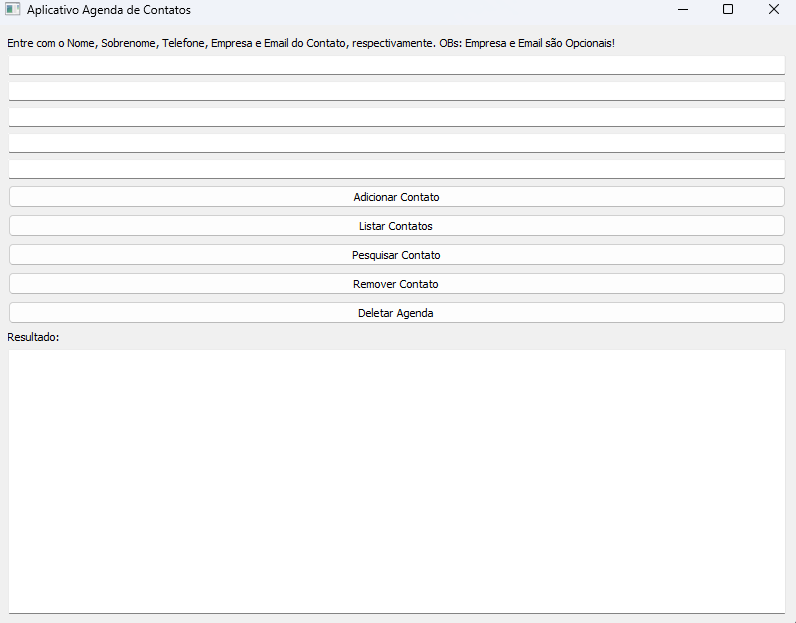 Aplicativo Agenda de Contatos
Entre com o Nome, Sobrenome, Telefone, Empresa e Email do Contato, respectivamente. OBs: Empresa e Email são Opcionais!
Adicionar Contato
Listar Contatos
Pesquisar Contato
Remover Contato
Deletar Agenda
Resultado: